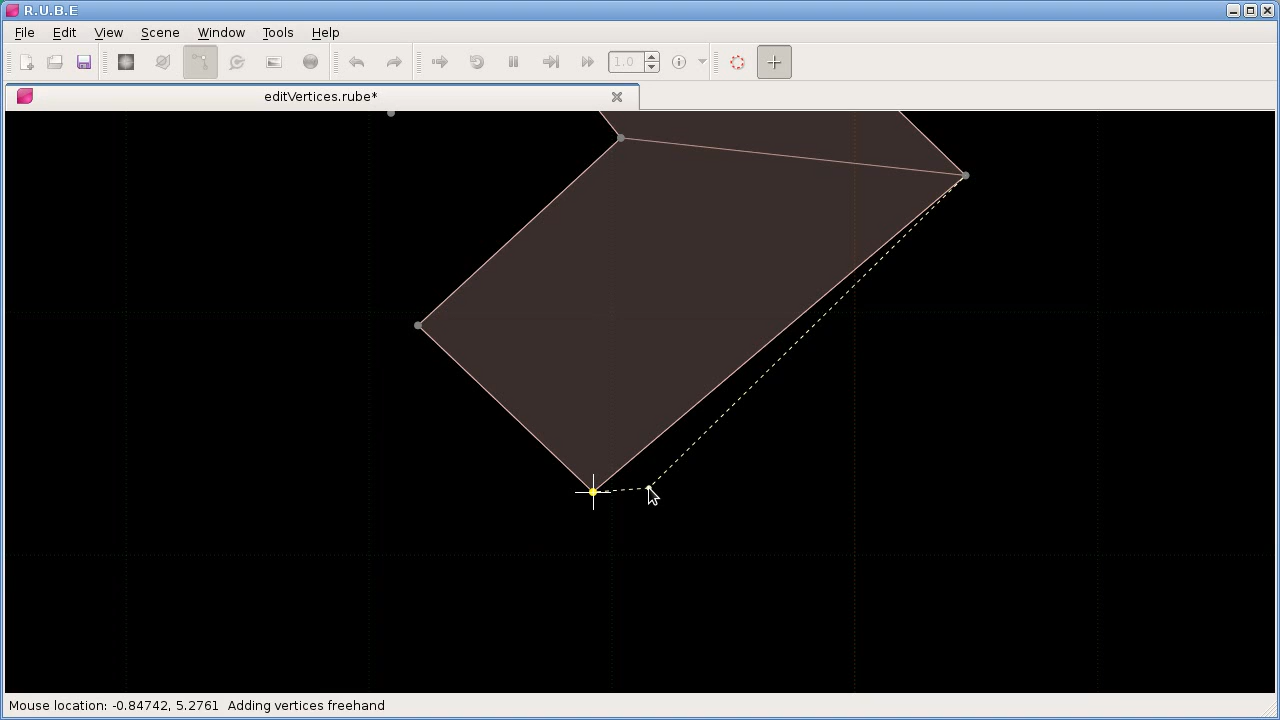 R.U.B.E
File Edit View Scene Window Tools Help
1.0
editVertices.rube*
Mouse location: -0.84742, 5.2761 Adding vertices freehand